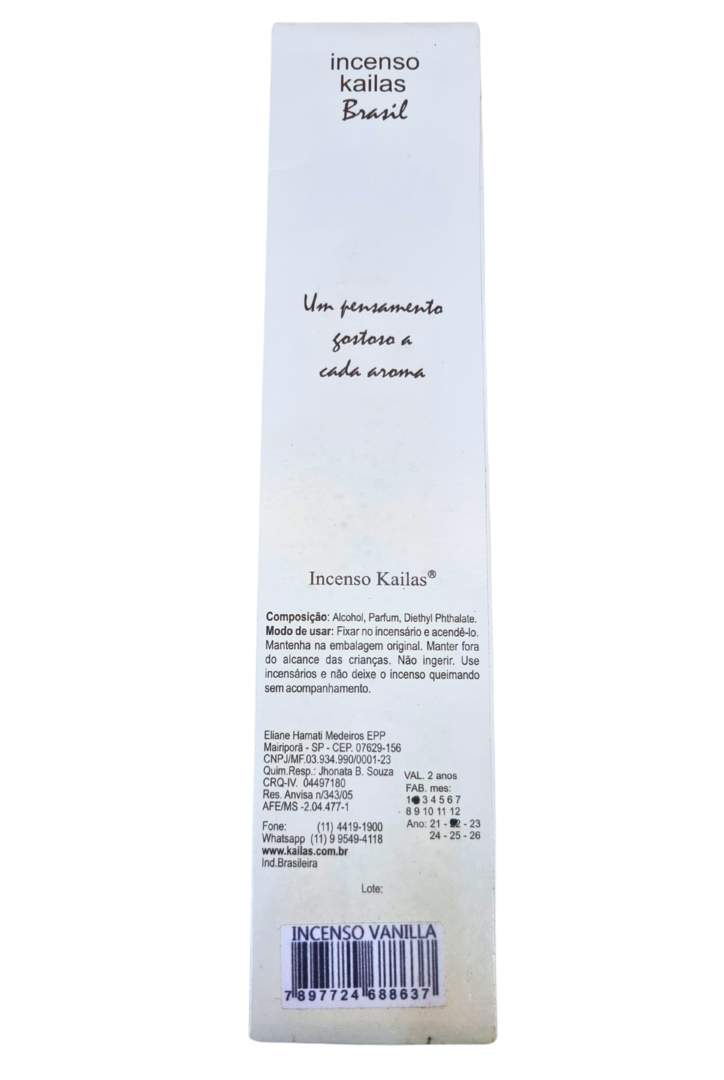 incenso
kailas
Brasil
Um pensamento
gostoso a
cada aroma
Incenso Kailas®
Composição: Alcohol, Parfum, Diethyl Phthalate.
Modo de usar: Fixar no incensário e acendê-lo.
Mantenha na embalagem original. Manter fora
do alcance das crianças. Não ingerir. Use
incensários e não deixe o incenso queimando
sem acompanhamento.
Eliane Hamati Medeiros EPP
Mairiporã - SP - CEP. 07629-156
CNPJ/MF.03.934.990/0001-23
Quim.Resp.: Jhonata B. Souza
CRQ-IV. 04497180
Res. Anvisa n/343/05
AFE/MS -2.04.477-1
VAL. 2 anos
FAB. mes:
1 3 4 5 6 7
8 9 10 11 12
Ano: 21 - - 23
24 - 25 - 26
Fone: (11) 4419-1900
Whatsapp (11) 9 9549-4118
www.kailas.com.br
Ind.Brasileira
Lote:
INCENSO VANILLA
7 897724 688637